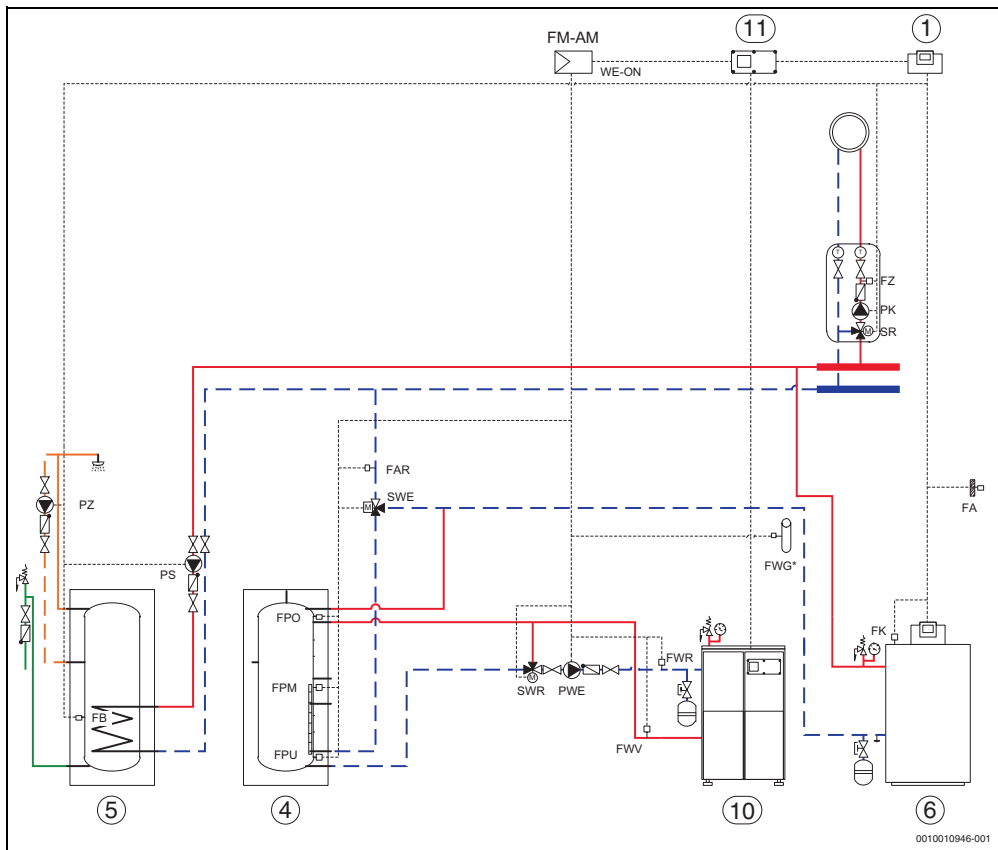 FM-AM
11
1
WE-ON
T
T
FZ
PK
M
SR
FAR
M
SWE
PZ
FA
FWG*
PS
FPO
FK
FWR
M
SWR
PWE
FPM
FB
FPU
FWV
5
4
10
6
0010010946-001